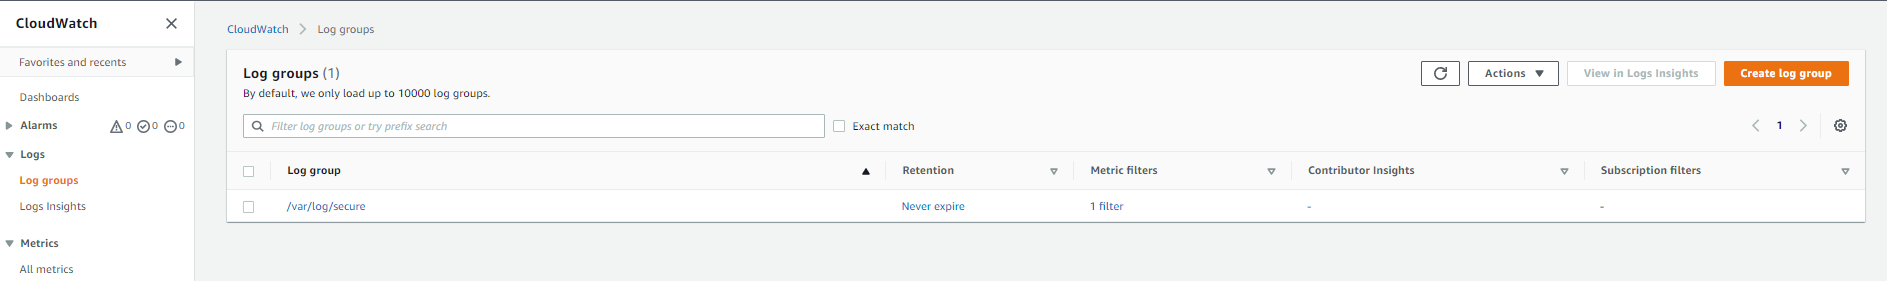 CloudWatch
Favorites and recents
Dashboards
Alarms 0 0 0
Logs
Log groups
Logs Insights
Metrics
All metrics
CloudWatch Log groups
Log groups (1)
By default, we only load up to 10000 log groups.
Actions View in Logs Insights Create log group
Filter log groups or try prefix search Exact match 1
Log group Retention Metric filters Contributor Insights Subscription filters
/var/log/secure Never expire 1 filter - -